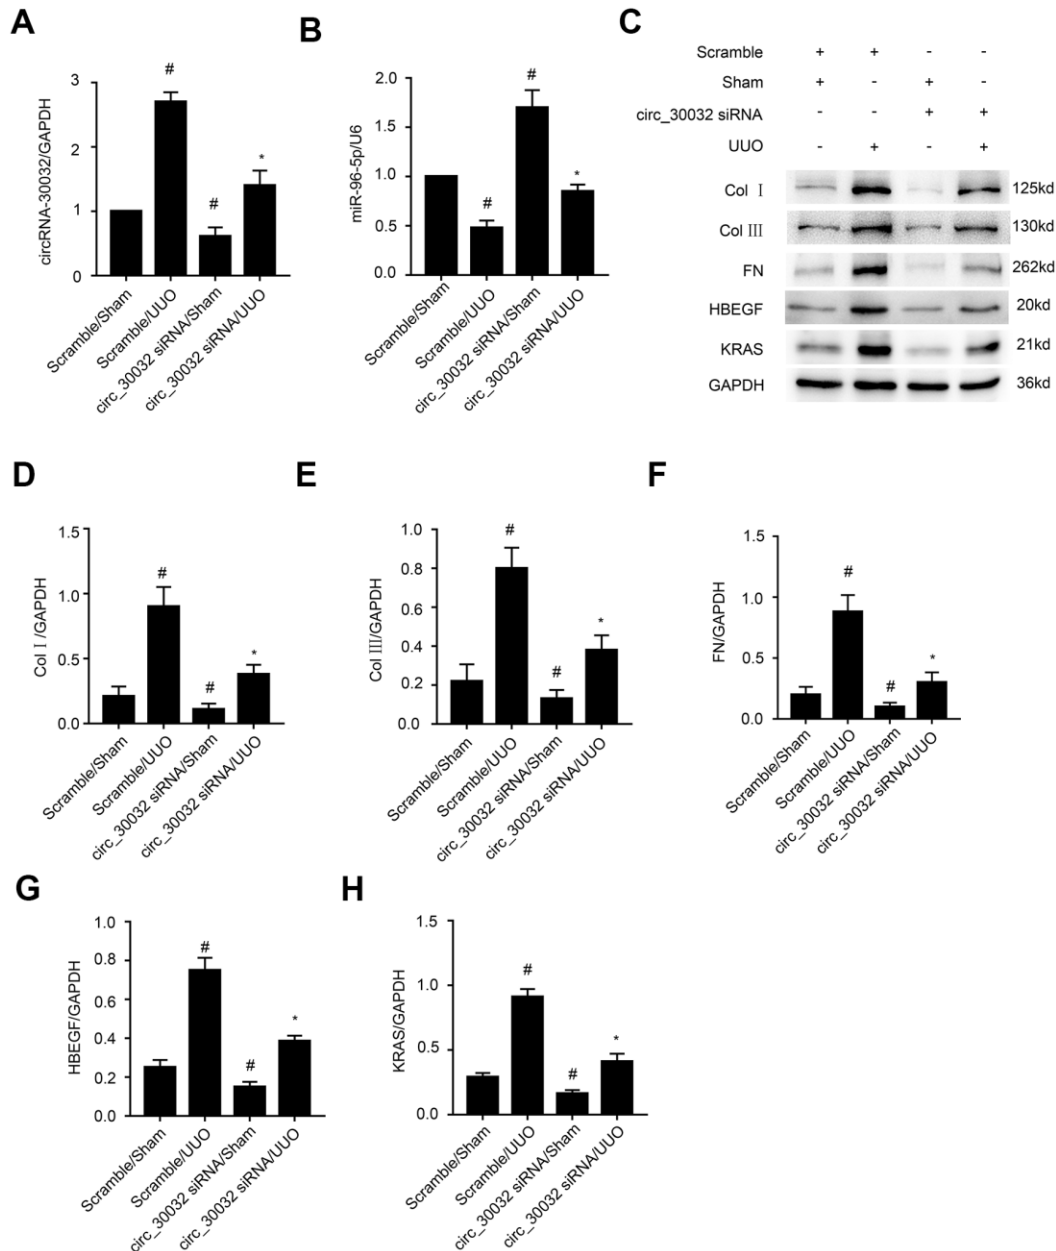 A
circRNA-30032/GAPDH
3
2
1
0
#
#
*
Scramble/Sham
Scramble/UUO
circ_30032 siRNA/Sham
circ_30032 siRNA/UUO
B
miR-96-5p/U6
2.0
1.5
1.0
0.5
0.0
#
#
*
Scramble/Sham
Scramble/UUO
circ_30032 siRNA/Sham
circ_30032 siRNA/UUO
C
Scramble + + - -
Sham + - + -
circ_30032 siRNA - - + +
UUO - + - +
Col Ⅰ 125kd
Col Ⅲ 130kd
FN 262kd
HBEGF 20kd
KRAS 21kd
GAPDH 36kd
D
Col Ⅰ/GAPDH
1.5
1.0
0.5
0.0
#
#
*
Scramble/Sham
Scramble/UUO
circ_30032 siRNA/Sham
circ_30032 siRNA/UUO
E
Col Ⅲ/GAPDH
1.0
0.8
0.6
0.4
0.2
0.0
#
#
*
Scramble/Sham
Scramble/UUO
circ_30032 siRNA/Sham
circ_30032 siRNA/UUO
F
FN/GAPDH
1.5
1.0
0.5
0.0
#
#
*
Scramble/Sham
Scramble/UUO
circ_30032 siRNA/Sham
circ_30032 siRNA/UUO
G
HBEGF/GAPDH
1.0
0.8
0.6
0.4
0.2
0.0
#
#
*
Scramble/Sham
Scramble/UUO
circ_30032 siRNA/Sham
circ_30032 siRNA/UUO
H
KRAS/GAPDH
1.5
1.0
0.5
0.0
#
#
*
Scramble/Sham
Scramble/UUO
circ_30032 siRNA/Sham
circ_30032 siRNA/UUO